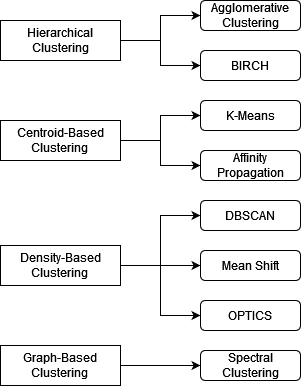 Hierarchical
Clustering
Agglomerative
Clustering
BIRCH
Centroid-Based
Clustering
K-Means
Affinity
Propagation
Density-Based
Clustering
DBSCAN
Mean Shift
OPTICS
Graph-Based
Clustering
Spectral
Clustering